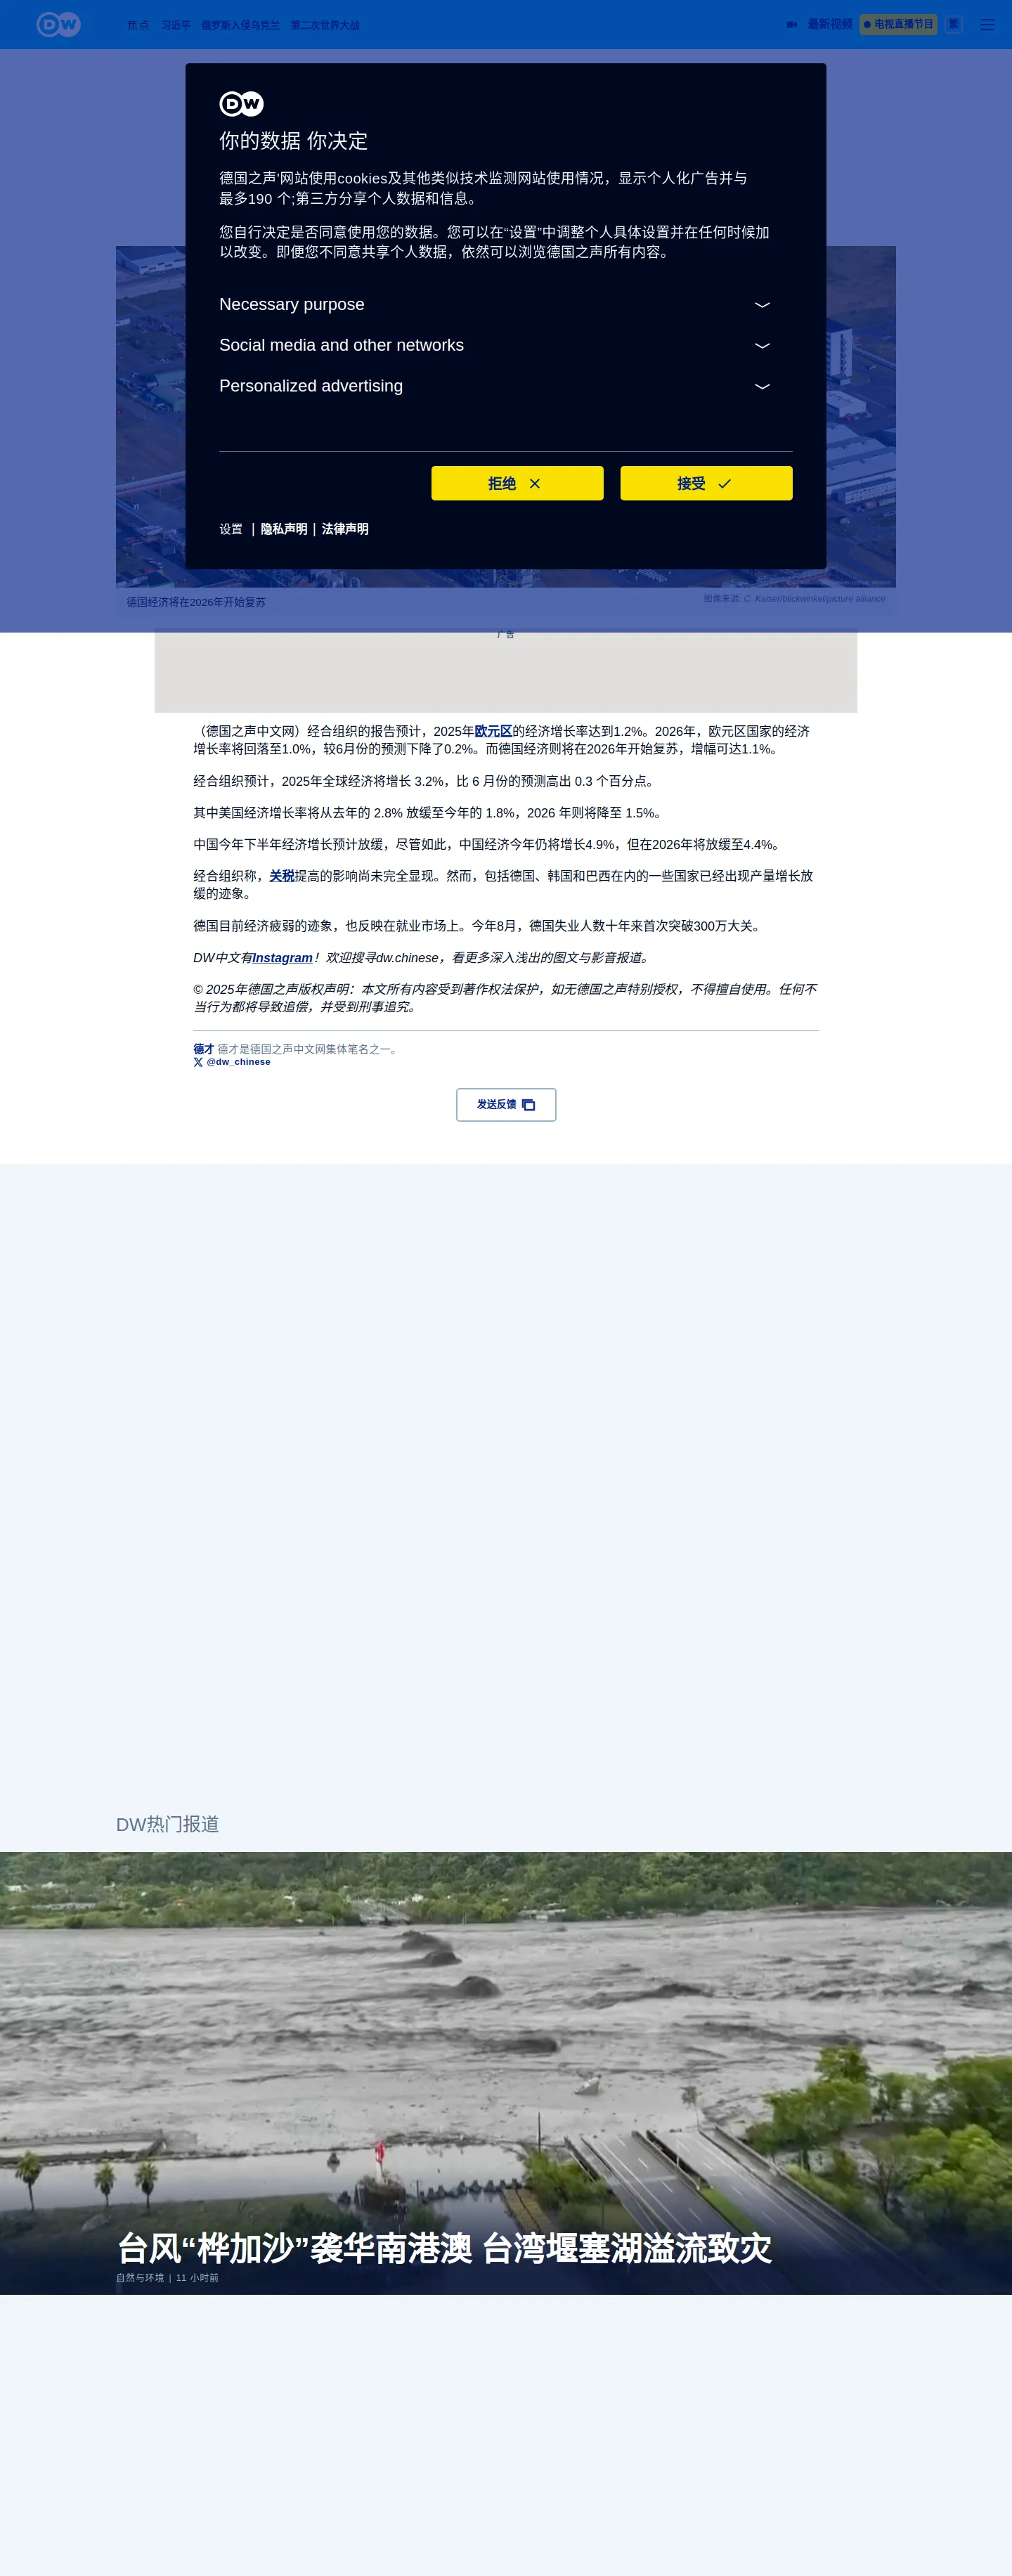 DW
焦点 习近平 俄罗斯入侵乌克兰 第二次世界大战
最新视频
电视直播节目
繁
DW
你的数据 你决定
德国之声'网站使用cookies及其他类似技术监测网站使用情况，显示个人化广告并与
最多190 个;第三方分享个人数据和信息。
您自行决定是否同意使用您的数据。您可以在“设置”中调整个人具体设置并在任何时候加
以改变。即便您不同意共享个人数据，依然可以浏览德国之声所有内容。
Necessary purpose
Social media and other networks
Personalized advertising
拒绝
接受
设置 | 隐私声明 | 法律声明
德国经济将在2026年开始复苏
图像来源: C. Kaiser/blickwinkel/picture alliance
广告
（德国之声中文网）经合组织的报告预计，2025年欧元区的经济增长率达到1.2%。2026年，欧元区国家的经济
增长率将回落至1.0%，较6月份的预测下降了0.2%。而德国经济则将在2026年开始复苏，增幅可达1.1%。
经合组织预计，2025年全球经济将增长 3.2%，比 6 月份的预测高出 0.3 个百分点。
其中美国经济增长率将从去年的 2.8% 放缓至今年的 1.8%，2026 年则将降至 1.5%。
中国今年下半年经济增长预计放缓，尽管如此，中国经济今年仍将增长4.9%，但在2026年将放缓至4.4%。
经合组织称，关税提高的影响尚未完全显现。然而，包括德国、韩国和巴西在内的一些国家已经出现产量增长放
缓的迹象。
德国目前经济疲弱的迹象，也反映在就业市场上。今年8月，德国失业人数十年来首次突破300万大关。
DW中文有Instagram！欢迎搜寻dw.chinese，看更多深入浅出的图文与影音报道。
© 2025年德国之声版权声明：本文所有内容受到著作权法保护，如无德国之声特别授权，不得擅自使用。任何不
当行为都将导致追偿，并受到刑事追究。
德才 德才是德国之声中文网集体笔名之一。
@dw_chinese
发送反馈
DW热门报道
台风“桦加沙”袭华南港澳 台湾堰塞湖溢流致灾
自然与环境 | 11 小时前